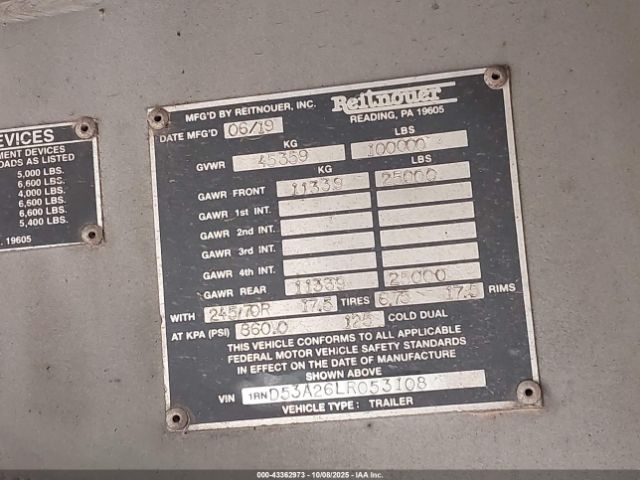 EVICES
MENT DEVICES
OADS AS LISTED
5,000 LBS.
6,600 LBS.
4,000 LBS.
6,600 LBS.
6,600 LBS.
5,400 LBS.
. 19605
MFG'D BY REITNOUER, INC. Reitnouer
READING, PA 19605
DATE MFG'D 06/19
KG LBS
GVWR 45359 100000
KG LBS
GAWR FRONT 11339 25000
GAWR 1st INT.
GAWR 2nd INT.
GAWR 3rd INT.
GAWR 4th INT.
GAWR REAR 11339 25000
WITH 245/70R 17.5 TIRES 6.75 17.5 RIMS
AT KPA (PSI) 860.0 125 COLD DUAL
THIS VEHICLE CONFORMS TO ALL APPLICABLE
FEDERAL MOTOR VEHICLE SAFETY STANDARDS
IN EFFECT ON THE DATE OF MANUFACTURE
SHOWN ABOVE
VIN 1RND53A26LR053108
VEHICLE TYPE: TRAILER
000-43362973 - 10/08/2025 - IAA Inc.